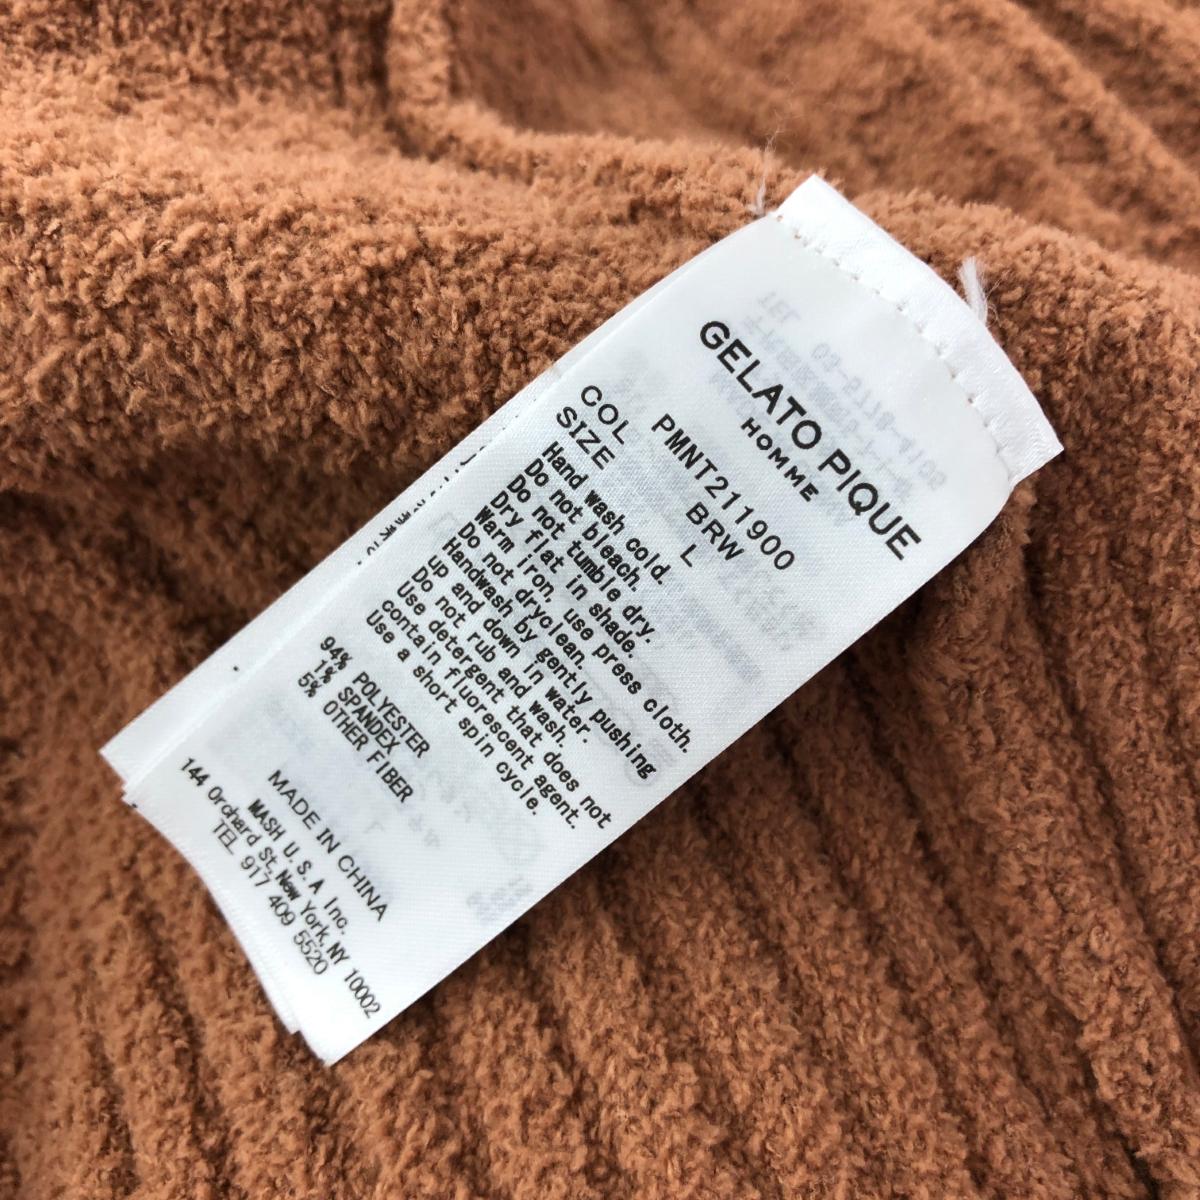 GELATO PIQUE
HOMME
PMNT211900
COL BRW
SIZE L
Hand wash cold.
Do not bleach.
Do not tumble dry.
Dry flat in shade.
Warm iron, use press cloth.
Do not dryclean.
Handwash by gently pushing
up and down in water.
Do not rub and wash.
Use detergent that does not
contain fluorescent agent.
Use a short spin cycle.
94% POLYESTER
1% SPANDEX
5% OTHER FIBER
MADE IN CHINA
MASH U.S.A Inc.
144 Orchard St, New York, NY 10002
TEL 917 409 5520